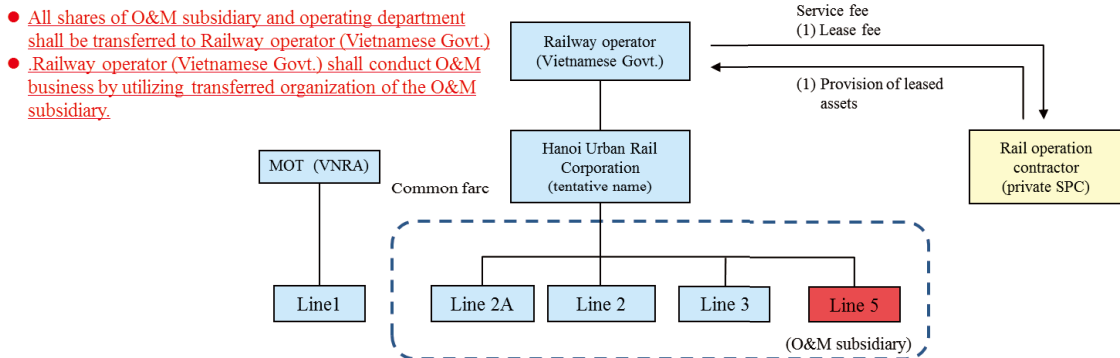 ● All shares of O&M subsidiary and operating department
shall be transferred to Railway operator (Vietnamese Govt.)
● .Railway operator (Vietnamese Govt.) shall conduct O&M
business by utilizing transferred organization of the O&M
subsidiary.
Railway operator
(Vietnamese Govt.)
Service fee
(1) Lease fee
(1) Provision of leased
assets
Rail operation
contractor
(private SPC)
Hanoi Urban Rail
Corporation
(tentative name)
MOT (VNRA)
Common fare
Line1
Line 2A
Line 2
Line 3
Line 5
(O&M subsidiary)